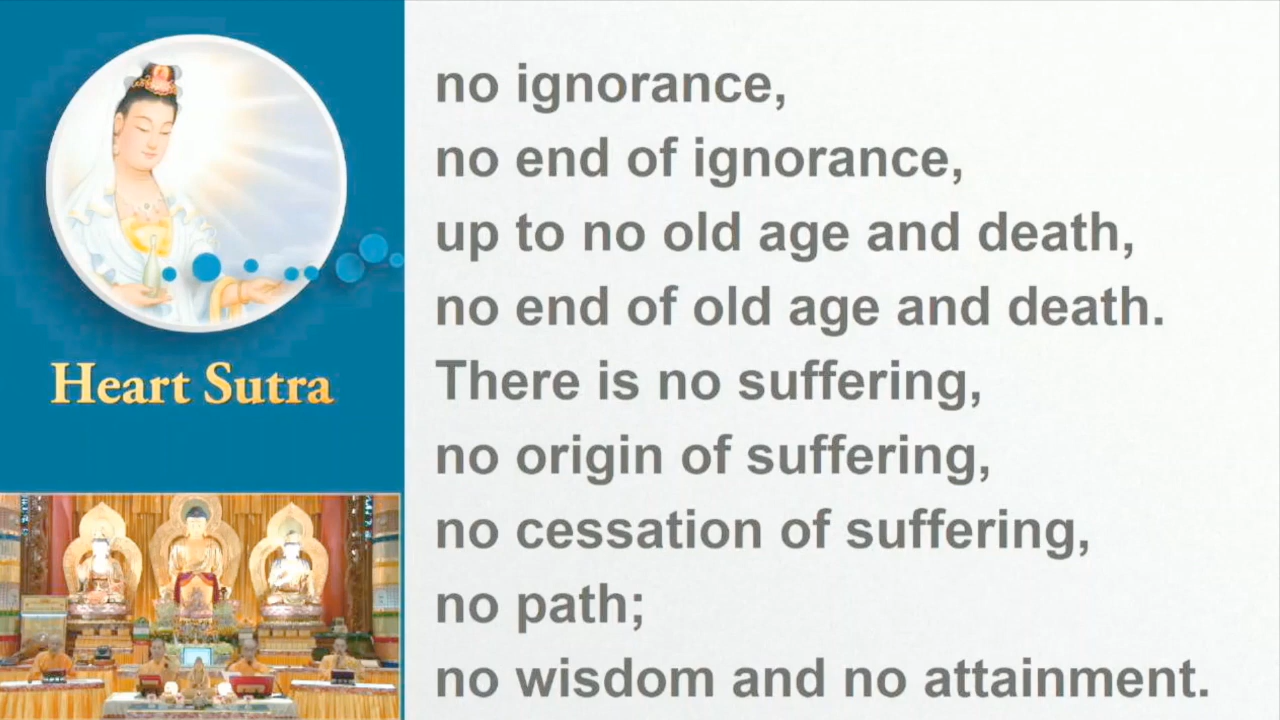 Heart Sutra
no ignorance,
no end of ignorance,
up to no old age and death,
no end of old age and death.
There is no suffering,
no origin of suffering,
no cessation of suffering,
no path;
no wisdom and no attainment.